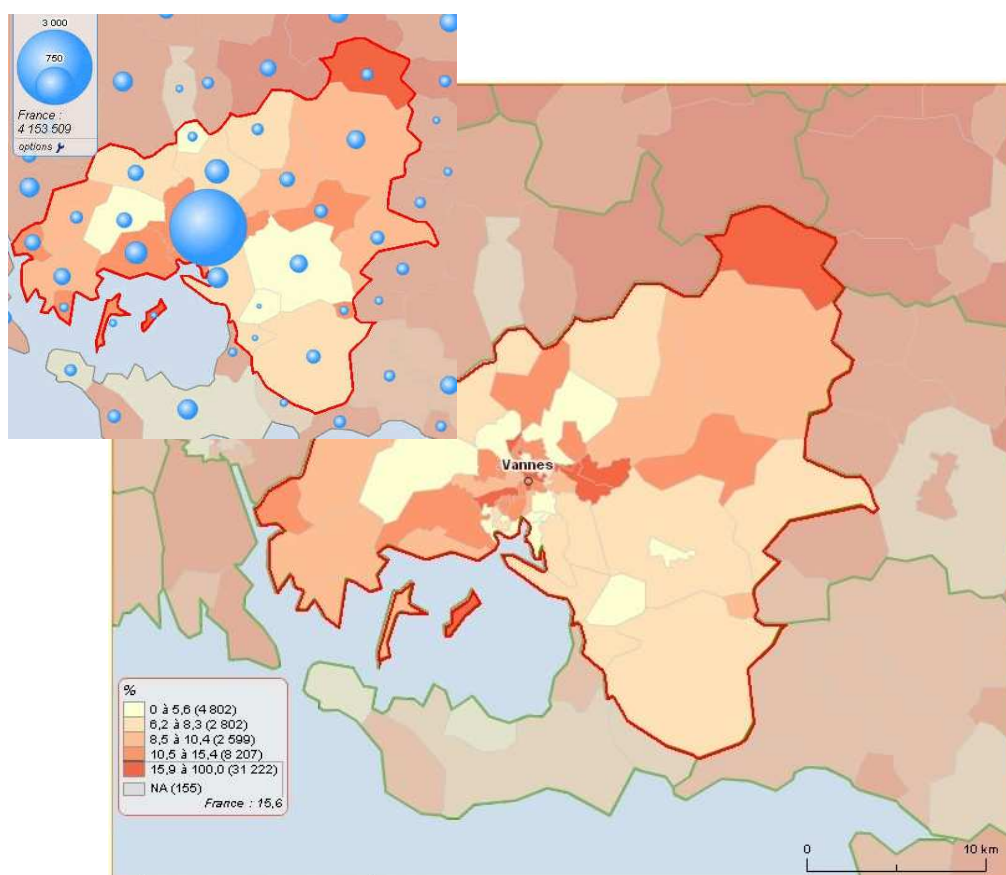 3 000
750
France :
4 153 509
options
Vannes
%
0 à 5,6 (4 802)
6,2 à 8,3 (2 802)
8,5 à 10,4 (2 599)
10,5 à 15,4 (8 207)
15,9 à 100,0 (31 222)
NA (155)
France : 15,6
0 10 km